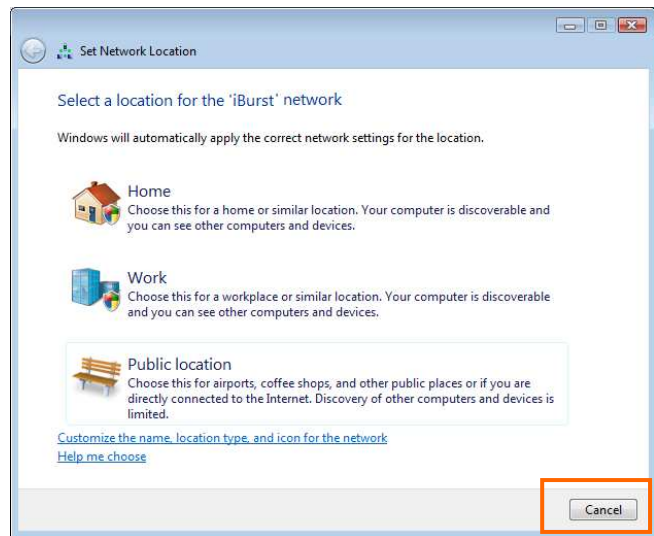 Set Network Location
Select a location for the 'iBurst' network
Windows will automatically apply the correct network settings for the location.
Home
Choose this for a home or similar location. Your computer is discoverable and
you can see other computers and devices.
Work
Choose this for a workplace or similar location. Your computer is discoverable
and you can see other computers and devices.
Public location
Choose this for airports, coffee shops, and other public places or if you are
directly connected to the Internet. Discovery of other computers and devices is
limited.
Customize the name, location type, and icon for the network
Help me choose
Cancel